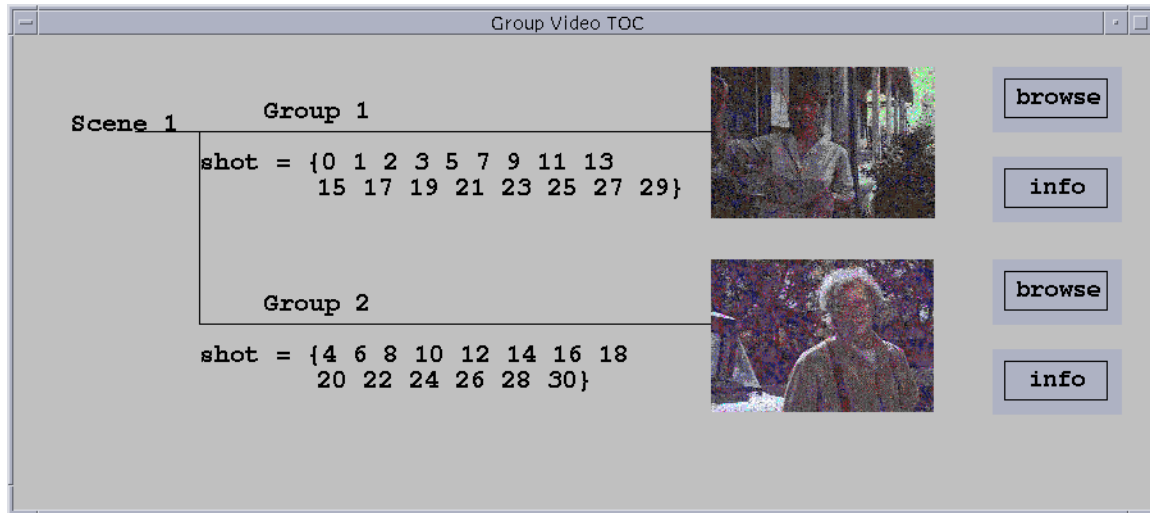 Group Video TOC
Scene 1
Group 1
shot = {0 1 2 3 5 7 9 11 13
15 17 19 21 23 25 27 29}
browse
info
Group 2
shot = {4 6 8 10 12 14 16 18
20 22 24 26 28 30}
browse
info